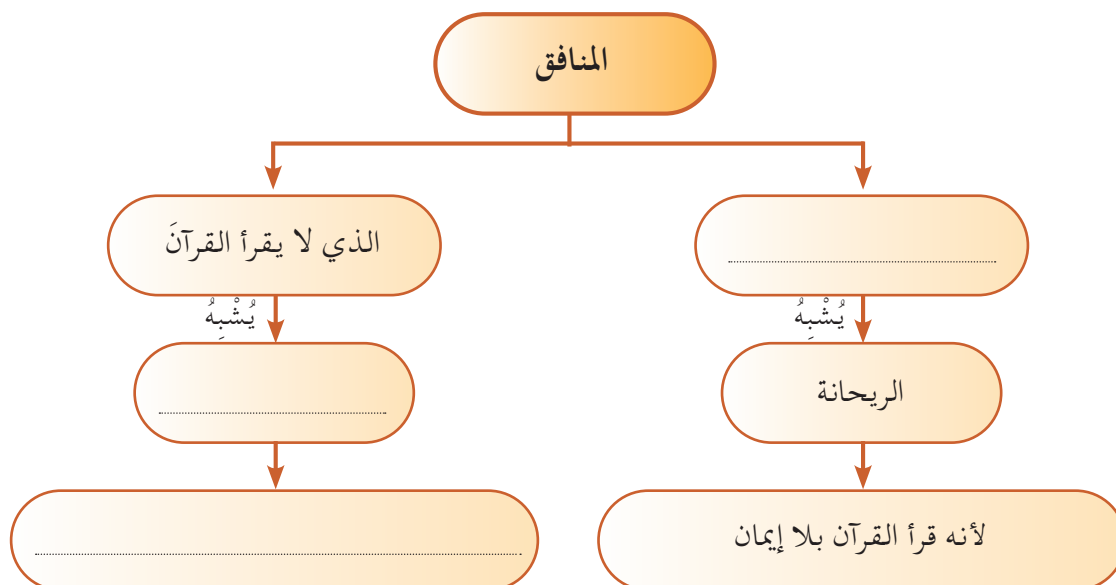 المنافق
الذي لا يقرأ القرآنَ
يُشْبِهُ
يُشْبِهُ
الريحانة
لأنه قرأ القرآن بلا إيمان